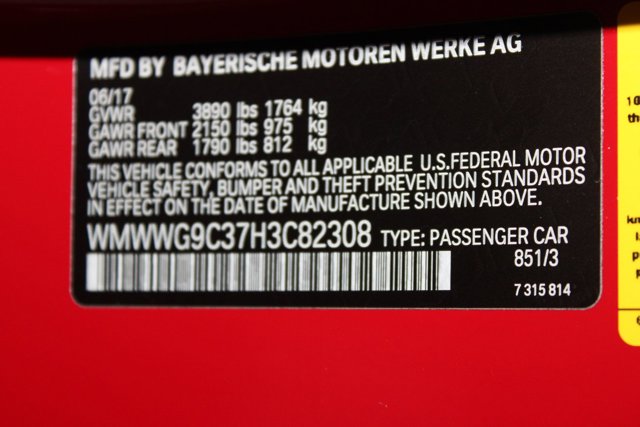 MFD BY BAYERISCHE MOTOREN WERKE AG
06/17
GVWR 3890 lbs 1764 kg
GAWR FRONT 2150 lbs 975 kg
GAWR REAR 1790 lbs 812 kg
THIS VEHICLE CONFORMS TO ALL APPLICABLE U.S.FEDERAL MOTOR
VEHICLE SAFETY, BUMPER AND THEFT PREVENTION STANDARDS
IN EFFECT ON THE DATE OF MANUFACTURE SHOWN ABOVE.
WMWWG9C37H3C82308 TYPE: PASSENGER CAR
851/3
7 315 814